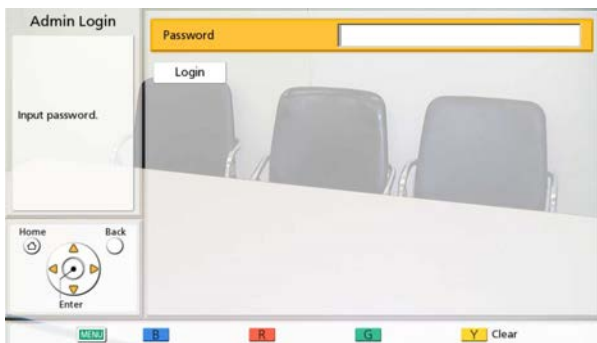 Admin Login
Password
Login
Input password.
Home Back
Enter
MENU B R G Y Clear